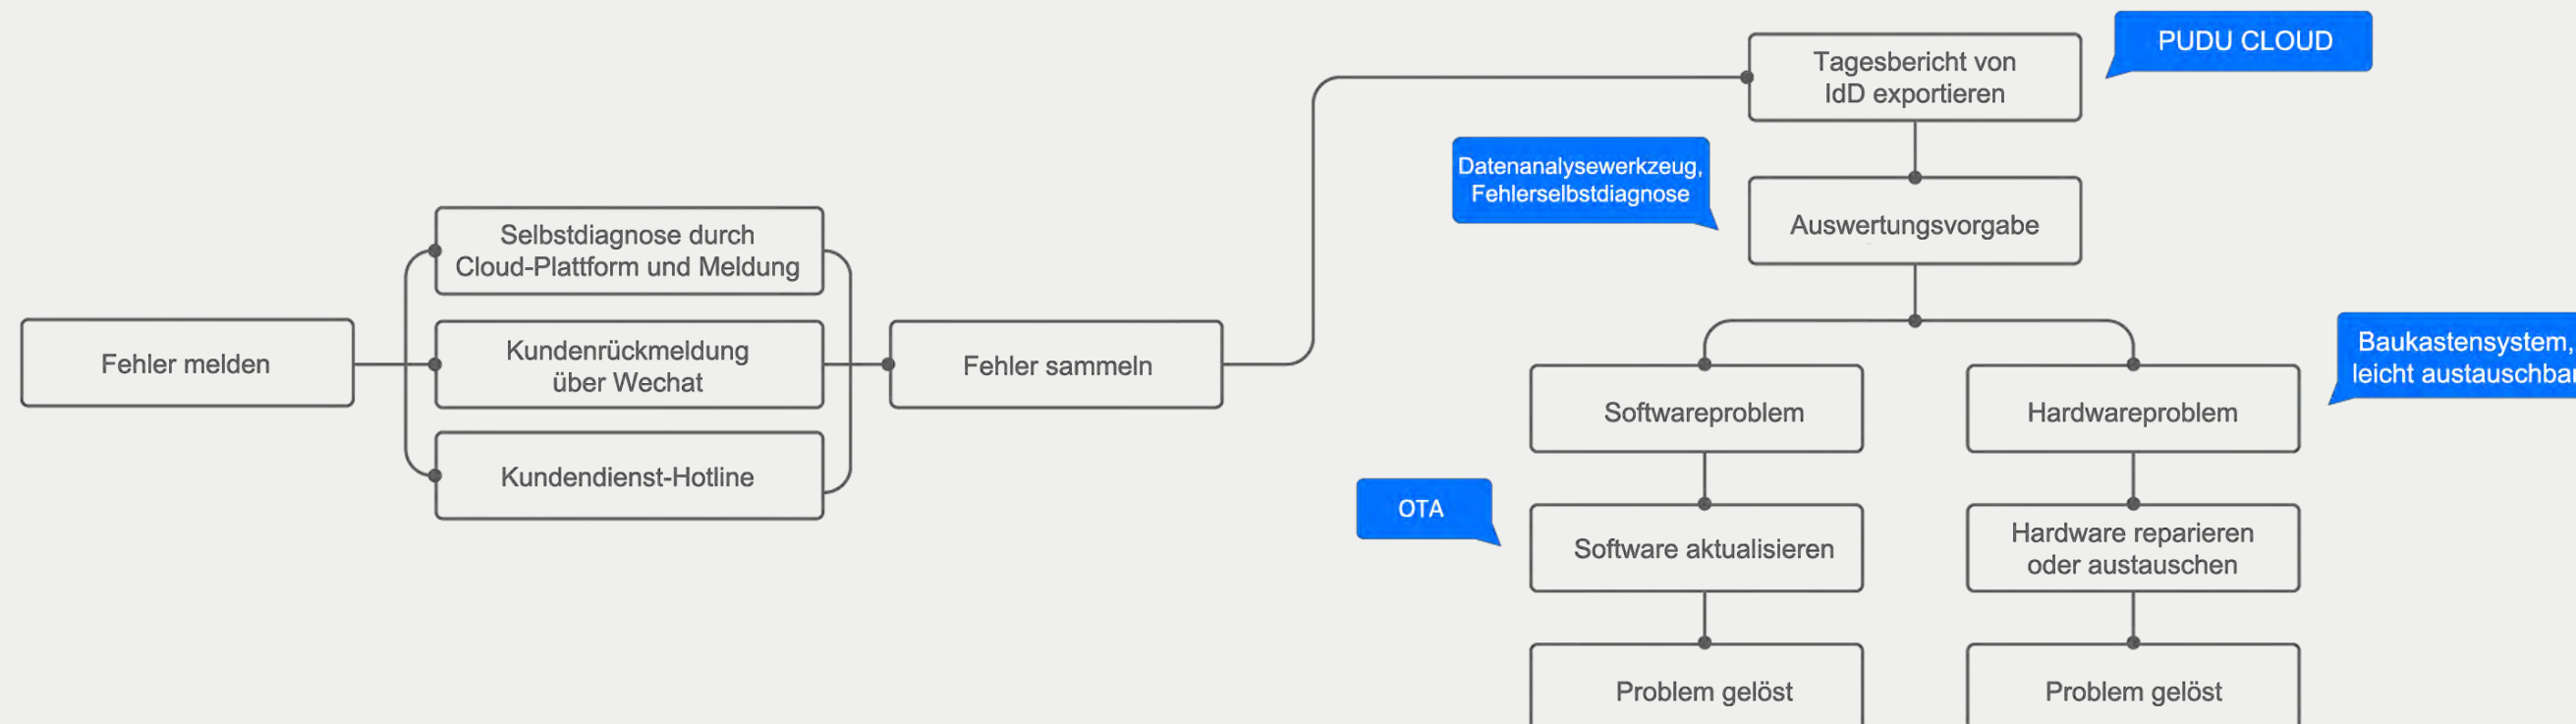 Fehler melden
Selbstdiagnose durch
Cloud-Plattform und Meldung
Kundenrückmeldung
über Wechat
Kundendienst-Hotline
Fehler sammeln
Tagesbericht von
IdD exportieren
PUDU CLOUD
Datenanalysewerkzeug,
Fehlerselbstdiagnose
Auswertungsvorgabe
Softwareproblem
Hardwareproblem
Baukastensystem,
leicht austauschbar
OTA
Software aktualisieren
Hardware reparieren
oder austauschen
Problem gelöst
Problem gelöst